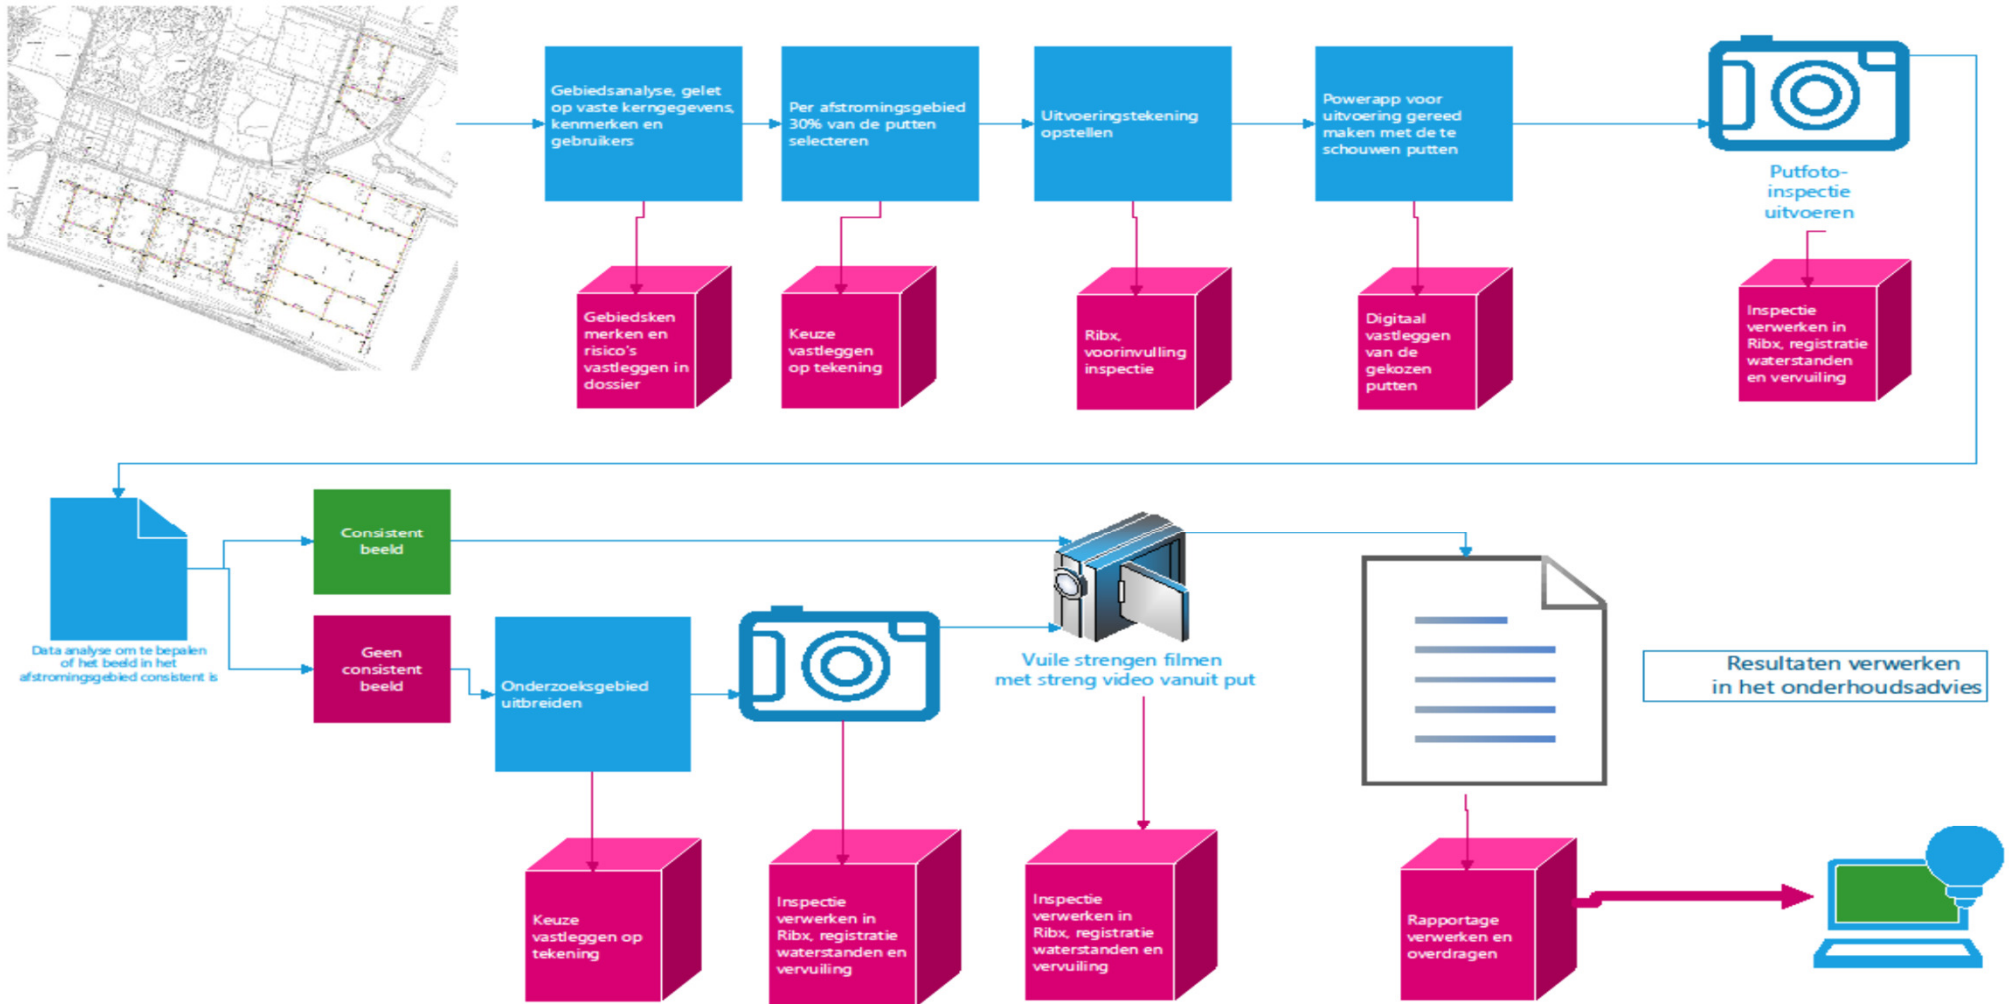 Gebiedsanalyse, gelet
op vaste kerngegevens,
kenmerken en
gebruikers
Per afstromingsgebied
30% van de putten
selecteren
Uitvoeringstekening
opstellen
Powerapp voor
uitvoering gereed
maken met de te
schouwen putten
Putfoto-
inspectie
uitvoeren
Gebiedsken
merken en
risico's
vastleggen in
dossier
Keuze
vastleggen
op tekening
Ribx,
voorinvulling
inspectie
Digitaal
vastleggen
van de
gekozen
putten
Inspectie
verwerken in
Ribx, registratie
waterstanden
en vervuiling
Data analyse om te bepalen
of het beeld in het
afstromingsgebied consistent is
Consistent
beeld
Geen
consistent
beeld
Onderzoeksgebied
uitbreiden
Vuile strengen filmen
met streng video vanuit put
Resultaten verwerken
in het onderhoudsadvies
Keuze
vastleggen op
tekening
Inspectie
verwerken in
Ribx, registratie
waterstanden en
vervuiling
Inspectie
verwerken in
Ribx, registratie
waterstanden en
vervuiling
Rapportage
verwerken en
overdragen